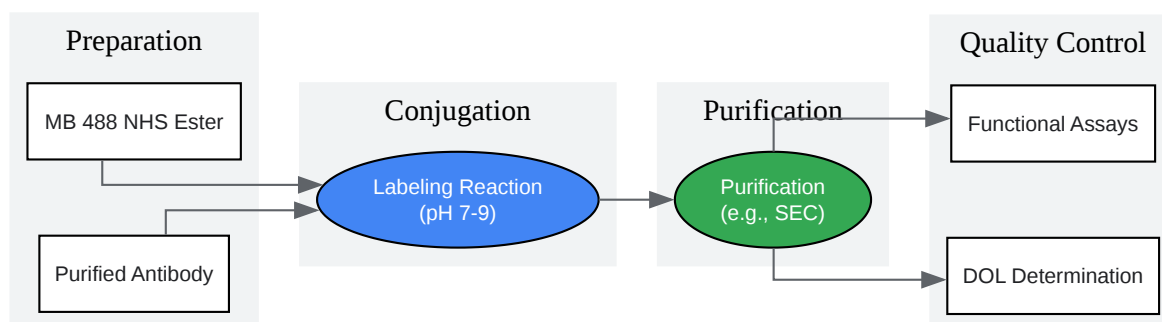 Preparation
MB 488 NHS Ester
Purified Antibody
Conjugation
Labeling Reaction
(pH 7-9)
Purification
Purification
(e.g., SEC)
Quality Control
Functional Assays
DOL Determination